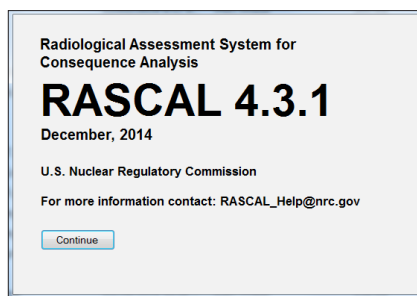 Radiological Assessment System for
Consequence Analysis
RASCAL 4.3.1
December, 2014
U.S. Nuclear Regulatory Commission
For more information contact: RASCAL_Help@nrc.gov
Continue